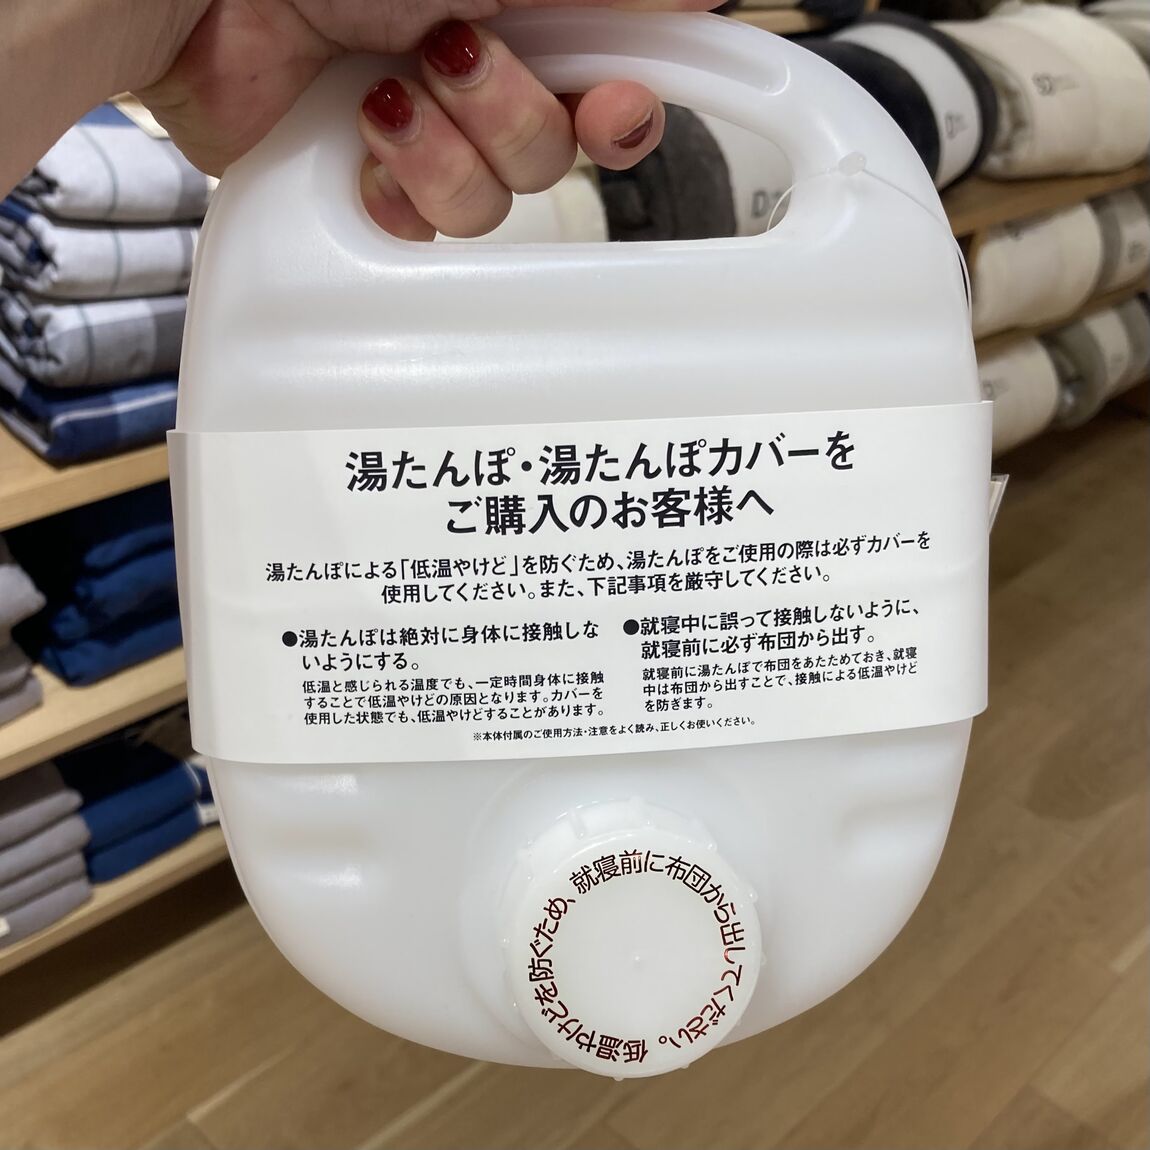 湯たんぽ・湯たんぽカバーを
ご購入のお客様へ
湯たんぽによる「低温やけど」を防ぐため、湯たんぽをご使用の際は必ずカバーを
使用してください。また、下記事項を厳守してください。
●湯たんぽは絶対に身体に接触しな
いようにする。
低温と感じられる温度でも、一定時間身体に接触
することで低温やけどの原因となります。カバーを
使用した状態でも、低温やけどすることがあります。
●就寝中に誤って接触しないように、
就寝前に必ず布団から出す。
就寝前に湯たんぽで布団をあたためておき、就寝
中は布団から出すことで、接触による低温やけど
を防ぎます。
※本体付属のご使用方法・注意をよく読み、正しくお使いください。
低温やけどを防ぐため、就寝前に布団から出してください。